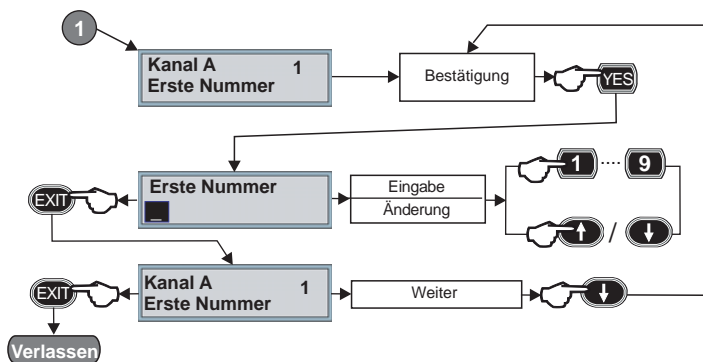 1
Kanal A 1
Erste Nummer
Bestätigung
YES
EXIT
Erste Nummer
_
Eingabe
Änderung
1 .... 9
↑ / ↓
EXIT
Kanal A 1
Erste Nummer
Weiter
↓
Verlassen